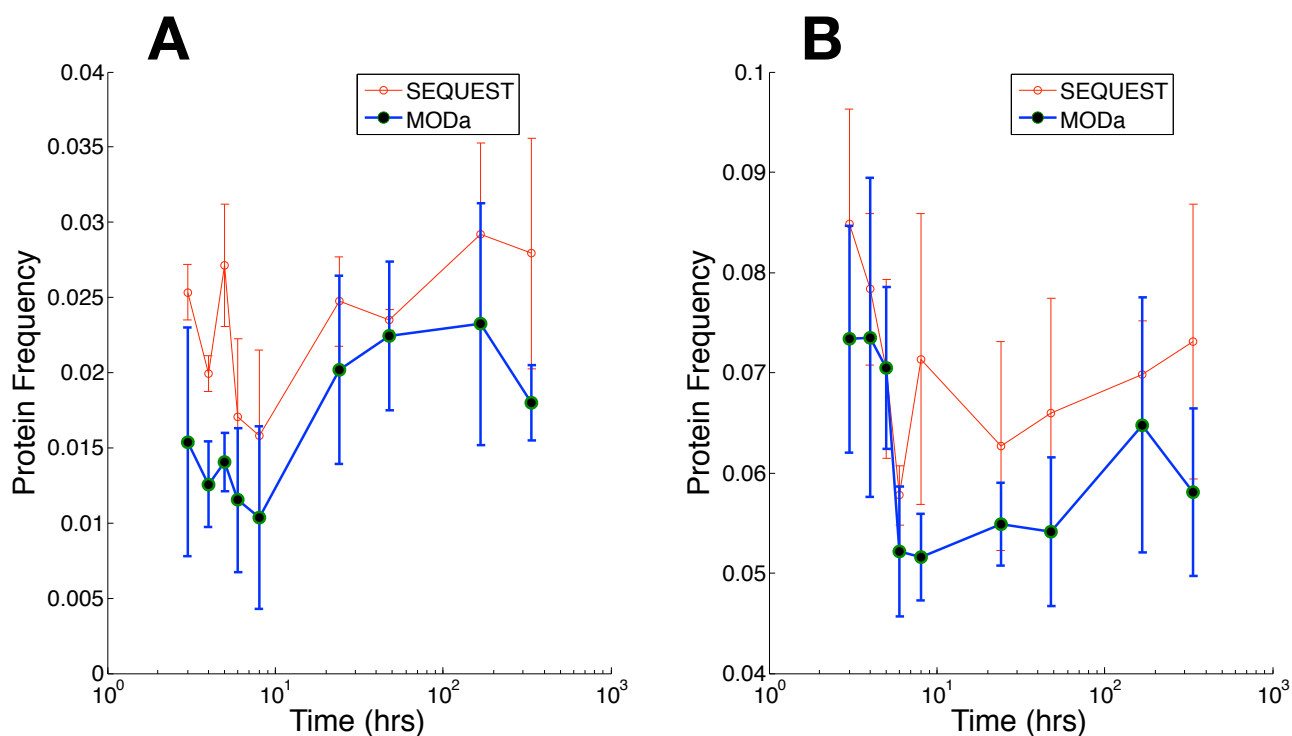 A
0.04
0.035
0.03
0.025
0.02
0.015
0.01
0.005
0
Protein Frequency
SEQUEST
MODa
10^0
10^1
10^2
10^3
Time (hrs)
B
0.1
0.09
0.08
0.07
0.06
0.05
0.04
Protein Frequency
SEQUEST
MODa
10^0
10^1
10^2
10^3
Time (hrs)